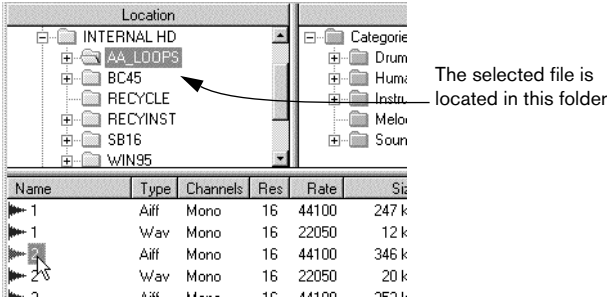 Location
INTERNAL HD
AA_LOOPS
BC45
RECYCLE
RECYINST
SB16
WIN95
Categorie
Drum
Huma
Instru
Melo
Soun
The selected file is
located in this folder
Name Type Channels Res Rate Siz
1 Aiff Mono 16 44100 247 k
1 Wav Mono 16 22050 12 k
2 Aiff Mono 16 44100 346 k
2 Wav Mono 16 22050 20 k